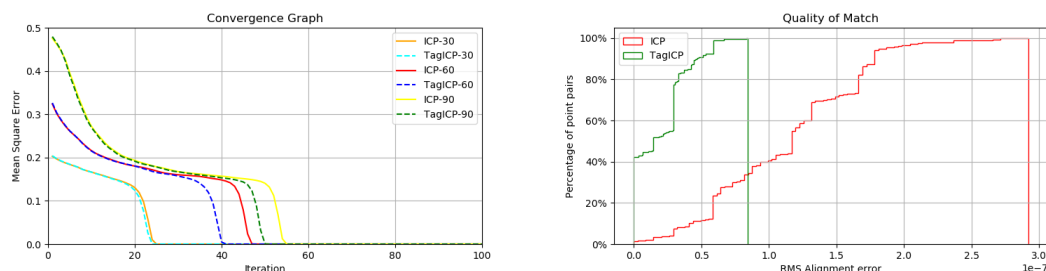 Convergence Graph
Mean Square Error
0.5
0.4
0.3
0.2
0.1
0.0
0
20
40
60
80
100
Iteration
ICP-30
TagICP-30
ICP-60
TagICP-60
ICP-90
TagICP-90
Quality of Match
Percentage of point pairs
100%
80%
60%
40%
20%
0%
0.0
0.5
1.0
1.5
2.0
2.5
3.0
1e-7
RMS Alignment error
ICP
TagICP